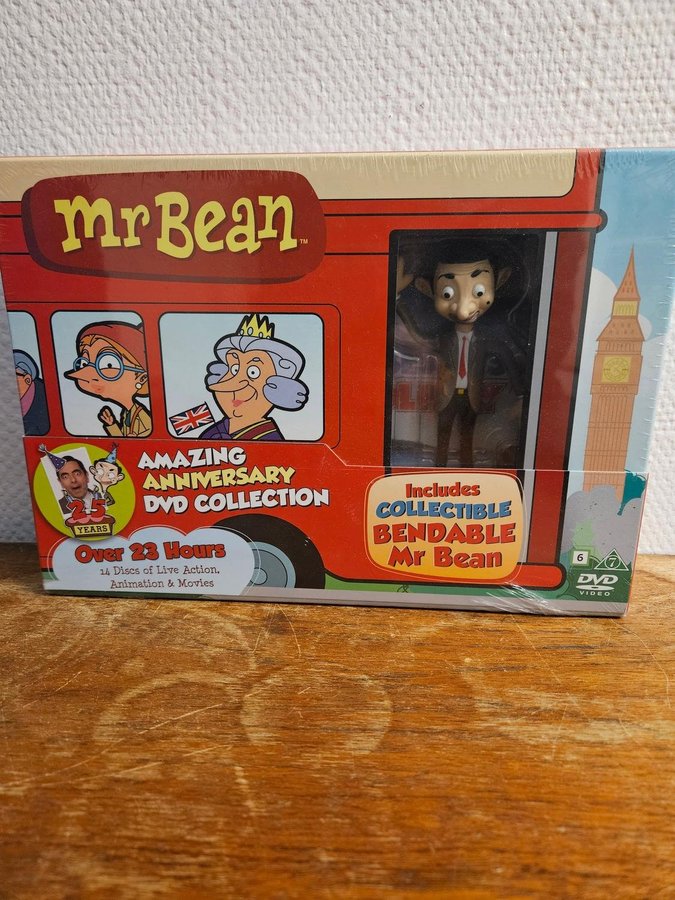 Mr Bean™
AMAZING
ANNIVERSARY
DVD COLLECTION
25
YEARS
Over 23 Hours
14 Discs of Live Action,
Animation & Movies
Includes
COLLECTIBLE
BENDABLE
Mr Bean
6
7
DVD
VIDEO